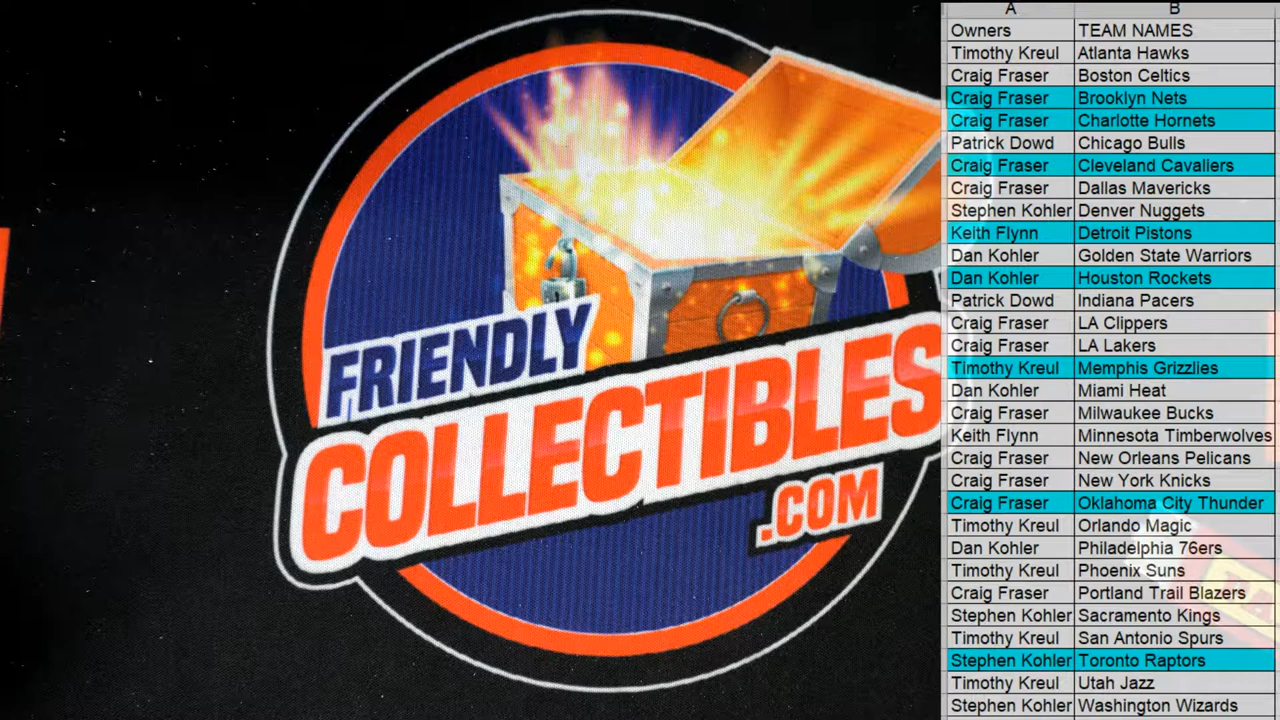 FRIENDLY
COLLECTIBLES
.COM
A B
Owners TEAM NAMES
Timothy Kreul Atlanta Hawks
Craig Fraser Boston Celtics
Craig Fraser Brooklyn Nets
Craig Fraser Charlotte Hornets
Patrick Dowd Chicago Bulls
Craig Fraser Cleveland Cavaliers
Craig Fraser Dallas Mavericks
Stephen Kohler Denver Nuggets
Keith Flynn Detroit Pistons
Dan Kohler Golden State Warriors
Dan Kohler Houston Rockets
Patrick Dowd Indiana Pacers
Craig Fraser LA Clippers
Craig Fraser LA Lakers
Timothy Kreul Memphis Grizzlies
Dan Kohler Miami Heat
Craig Fraser Milwaukee Bucks
Keith Flynn Minnesota Timberwolves
Craig Fraser New Orleans Pelicans
Craig Fraser New York Knicks
Craig Fraser Oklahoma City Thunder
Timothy Kreul Orlando Magic
Dan Kohler Philadelphia 76ers
Timothy Kreul Phoenix Suns
Craig Fraser Portland Trail Blazers
Stephen Kohler Sacramento Kings
Timothy Kreul San Antonio Spurs
Stephen Kohler Toronto Raptors
Timothy Kreul Utah Jazz
Stephen Kohler Washington Wizards